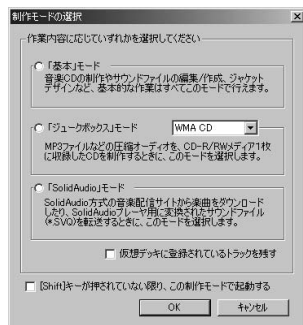 制作モードの選択
作業内容に応じていずれかを選択してください
「基本」モード
音楽CDの制作やサウンドファイルの編集/作成、ジャケット
デザインなど、基本的な作業はすべてこのモードで行えます。
「ジュークボックス」モード
WMA CD
MP3ファイルなどの圧縮オーディオを、CD-R/RWメディア1枚
に収録したCDを制作するときに、このモードを選択します。
「SolidAudio」モード
SolidAudio方式の音楽配信サイトから楽曲をダウンロード
したり、SolidAudioプレーヤ用に変換されたサウンドファイル
(*.SVQ)を転送するときに、このモードを選択します。
仮想デッキに登録されているトラックを残す
[Shift]キーが押されていない限り、この制作モードで起動する
OK
キャンセル